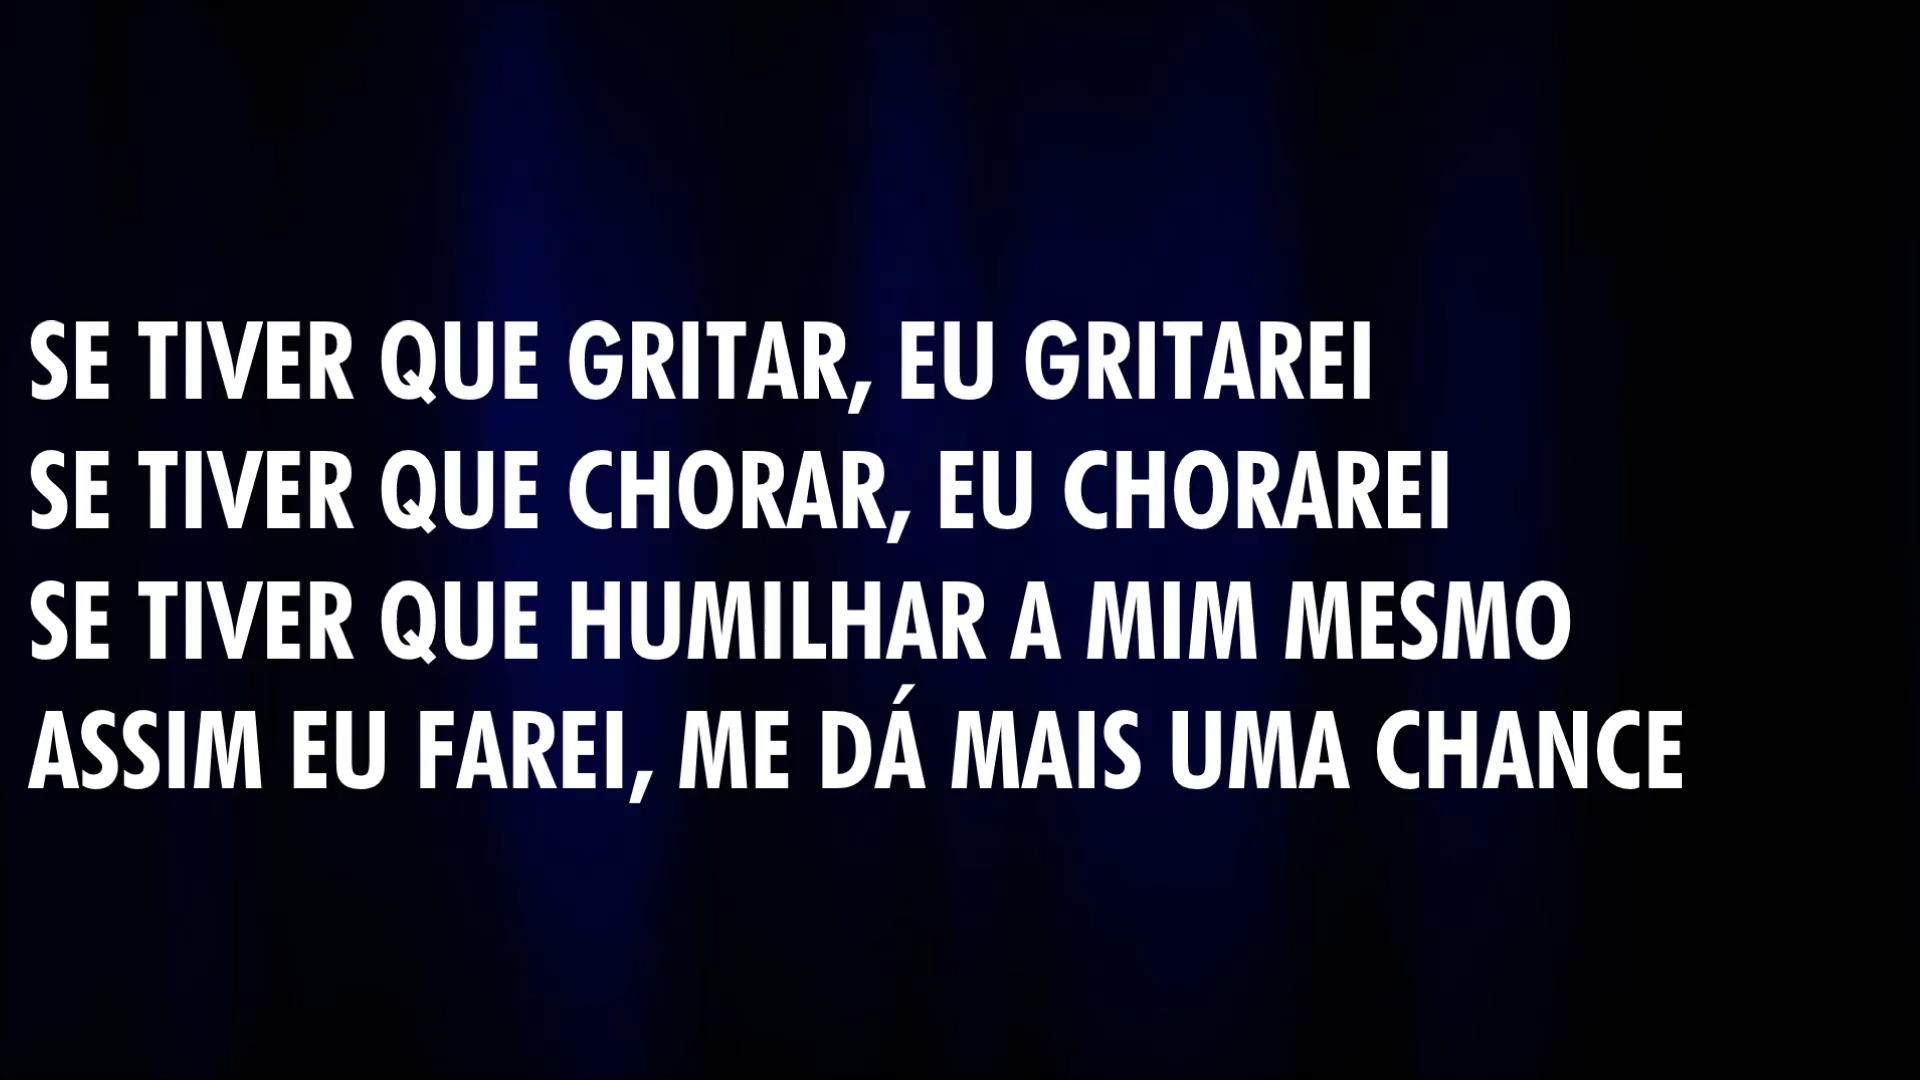 SE TIVER QUE GRITAR, EU GRITAREI
SE TIVER QUE CHORAR, EU CHORAREI
SE TIVER QUE HUMILHAR A MIM MESMO
ASSIM EU FAREI, ME DÁ MAIS UMA CHANCE